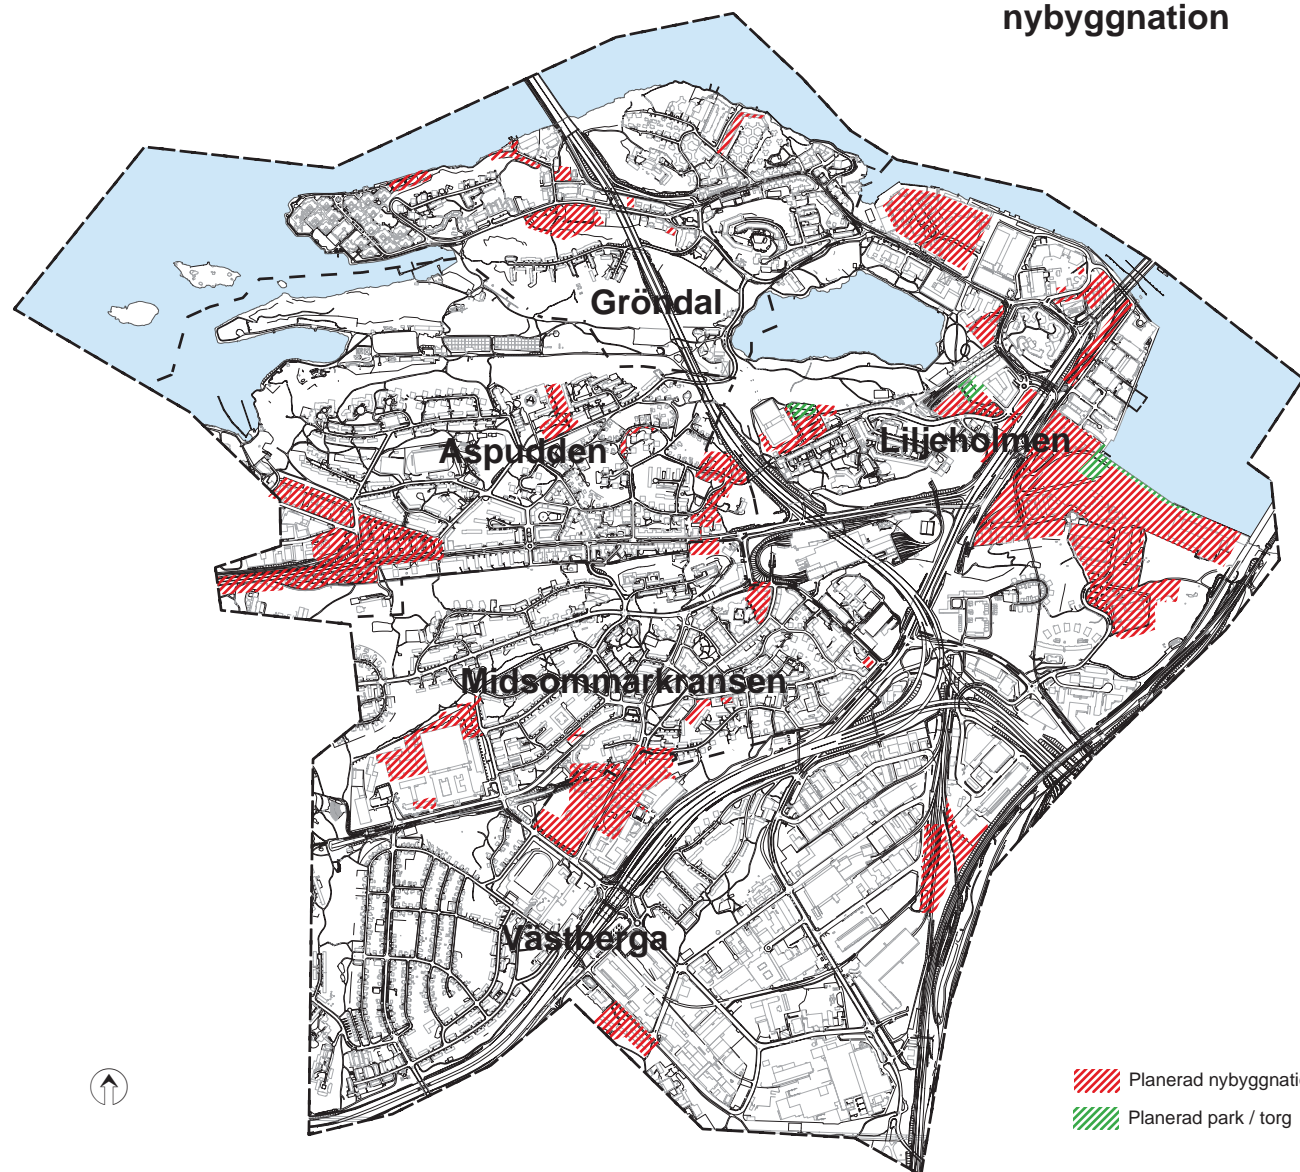 nybyggnation
Gröndal
Aspudden
Liljeholmen
Midsommarkransen
Västberga
Planerad nybyggnati
Planerad park / torg